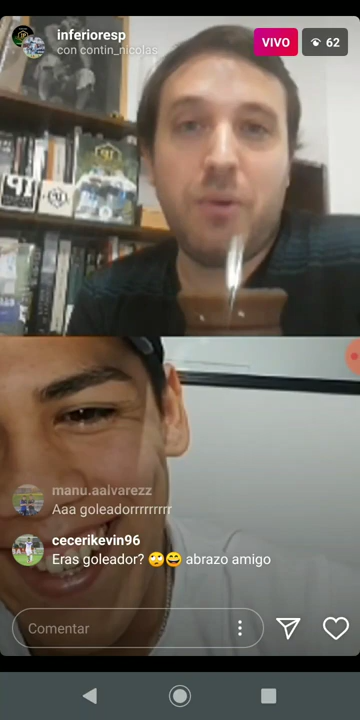 inferioresp
con contin_nicolas
VIVO
62
manu.aalvarezz
Aaa goleadorrrrrrrrr
cecerikevin96
Eras goleador? 🙄😅 abrazo amigo
Comentar